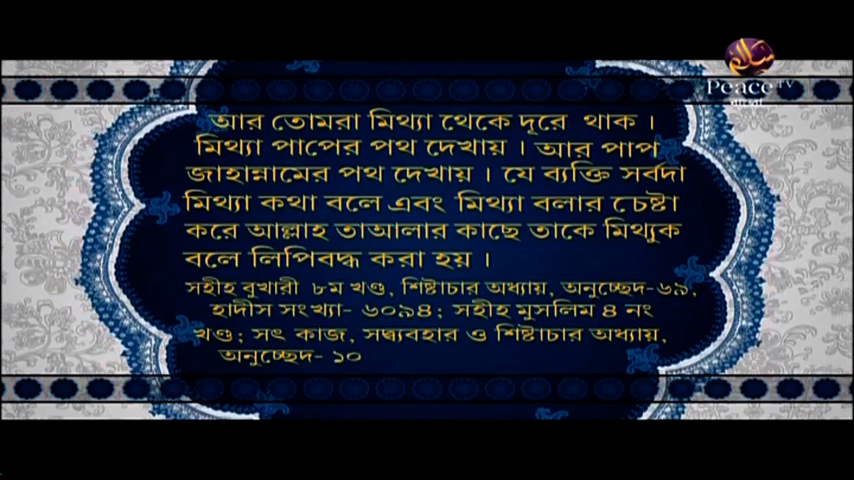 سلام
Peace TV
বাংলা
আর তোমরা মিথ্যা থেকে দূরে থাক ।
মিথ্যা পাপের পথ দেখায় । আর পাপ
জাহান্নামের পথ দেখায় । যে ব্যক্তি সর্বদা
মিথ্যা কথা বলে এবং মিথ্যা বলার চেষ্টা
করে আল্লাহ তাআলার কাছে তাকে মিথ্যুক
বলে লিপিবদ্ধ করা হয় ।
সহীহ বুখারী ৮ম খণ্ড, শিষ্টাচার অধ্যায়, অনুচ্ছেদ-৬৯,
হাদীস সংখ্যা- ৬০৯৪; সহীহ মুসলিম ৪ নং
খণ্ড; সৎ কাজ, সদ্ধ্যবহার ও শিষ্টাচার অধ্যায়,
অনুচ্ছেদ- ১০